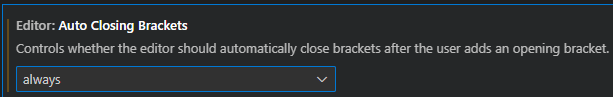 Editor: Auto Closing Brackets
Controls whether the editor should automatically close brackets after the user adds an opening bracket.
always